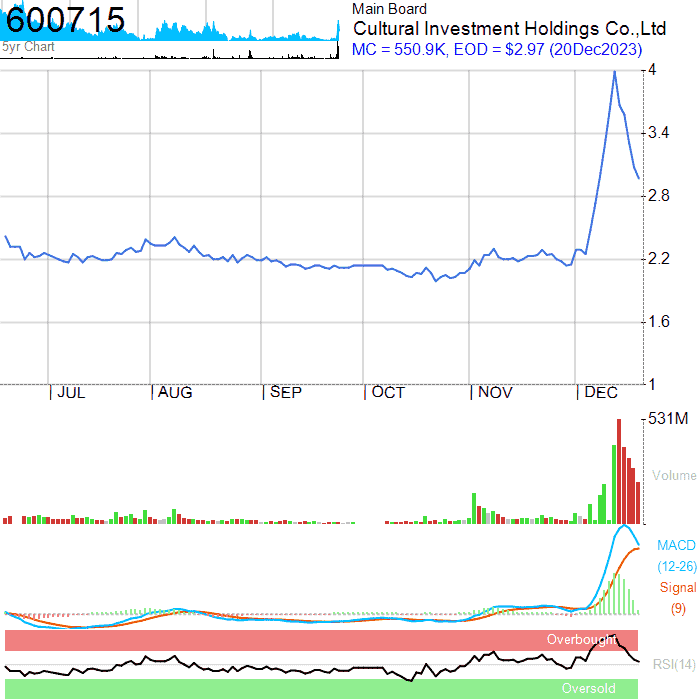 600715
5yr Chart
Main Board
Cultural Investment Holdings Co.,Ltd
MC = 550.9K, EOD = $2.97 (20Dec2023)
4
3.4
2.8
2.2
1.6
1
JUL AUG SEP OCT NOV DEC
531M
Volume
MACD
(12-26)
Signal
(9)
Overbought
RSI(14)
Oversold